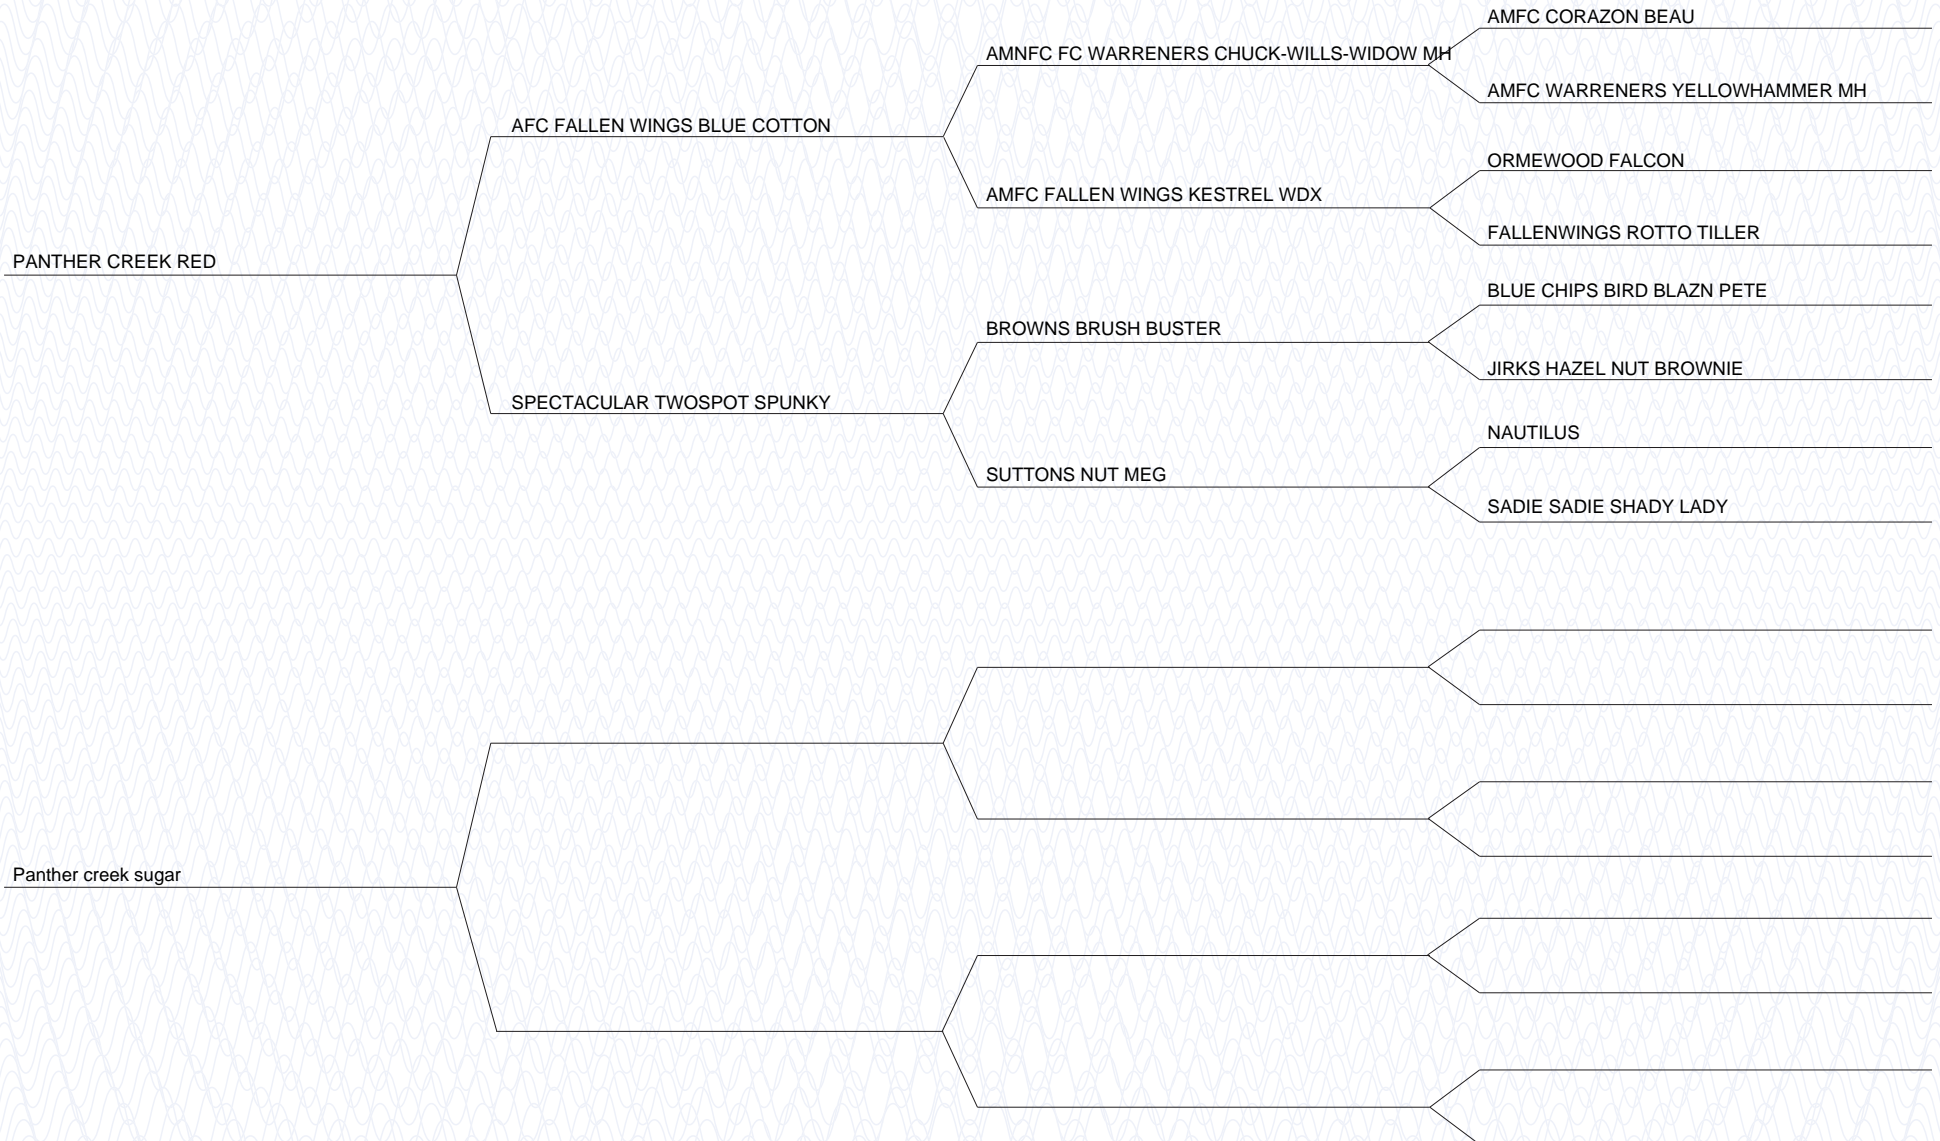 AMFC CORAZON BEAU
AMNFC FC WARRENERS CHUCK-WILLS-WIDOW MH
AMFC WARRENERS YELLOWHAMMER MH
AFC FALLEN WINGS BLUE COTTON
ORMEWOOD FALCON
AMFC FALLEN WINGS KESTREL WDX
FALLENWINGS ROTTO TILLER
PANTHER CREEK RED
BLUE CHIPS BIRD BLAZN PETE
BROWNS BRUSH BUSTER
JIRKS HAZEL NUT BROWNIE
SPECTACULAR TWOSPOT SPUNKY
NAUTILUS
SUTTONS NUT MEG
SADIE SADIE SHADY LADY
Panther creek sugar